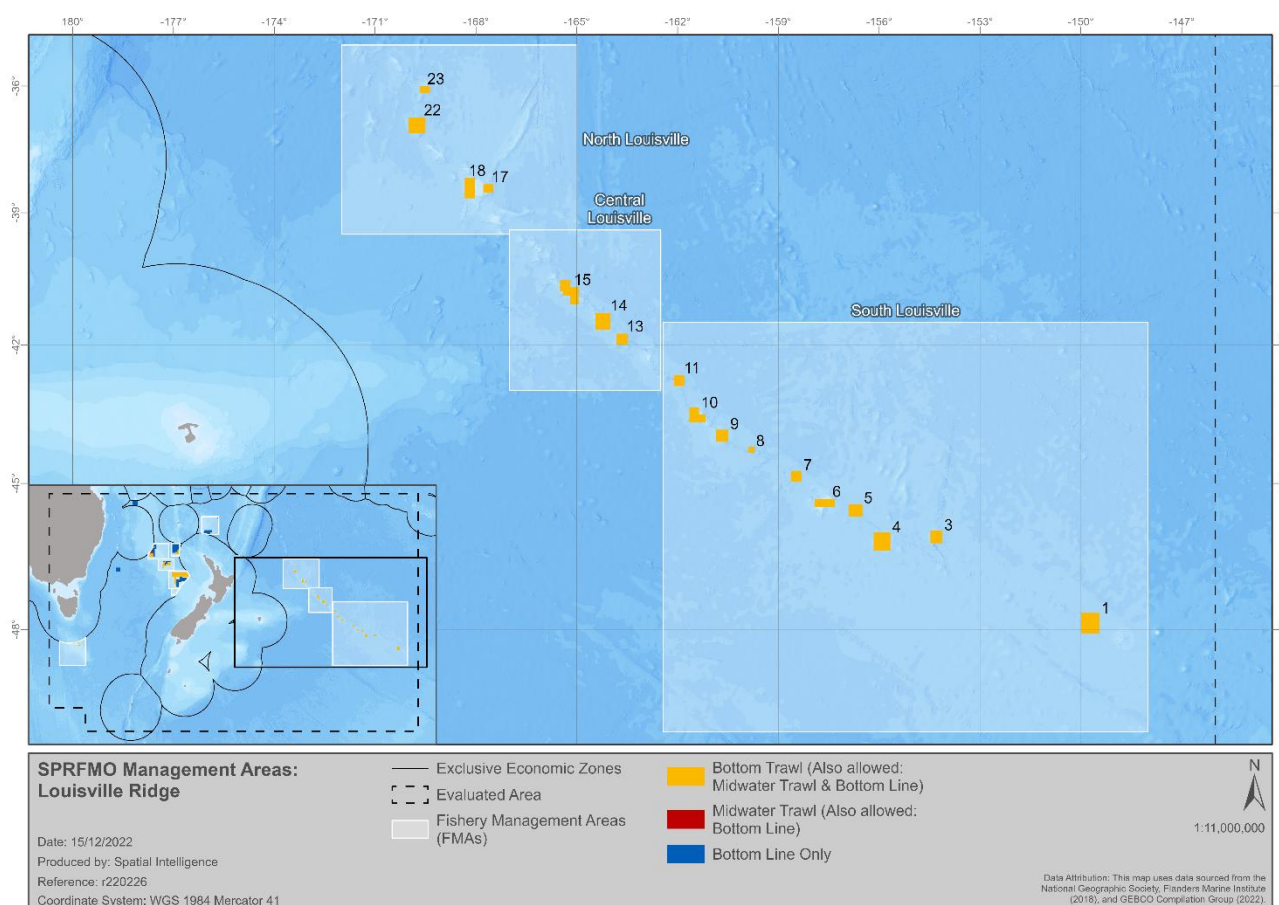 180°
-177°
-171°
-165°
-162°
-159°
-156°
-153°
-150°
-147°
-36°
-39°
-42°
-45°
-48°
23
22
North Louisville
18
17
Central
Louisville
15
14
13
South Louisville
11
10
9
8
7
6
5
4
3
1
SPRFMO Management Areas:
Louisville Ridge
Date: 15/12/2022
Produced by: Spatial Intelligence
Reference: r220226
Coordinate System: WGS 1984 Mercator 41
Exclusive Economic Zones
Evaluated Area
Fishery Management Areas
(FMAs)
Bottom Trawl (Also allowed:
Midwater Trawl & Bottom Line)
Midwater Trawl (Also allowed:
Bottom Line)
Bottom Line Only
N
1:11,000,000
Data Attribution: This map uses data sourced from the
National Geographic Society, Flanders Marine Institute
(2018), and GEBCO Compilation Group (2022).